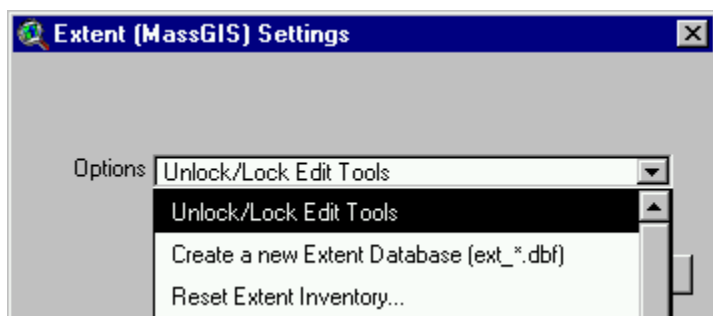 Extent (MassGIS) Settings
Options Unlock/Lock Edit Tools
Unlock/Lock Edit Tools
Create a new Extent Database (ext_*.dbf)
Reset Extent Inventory...